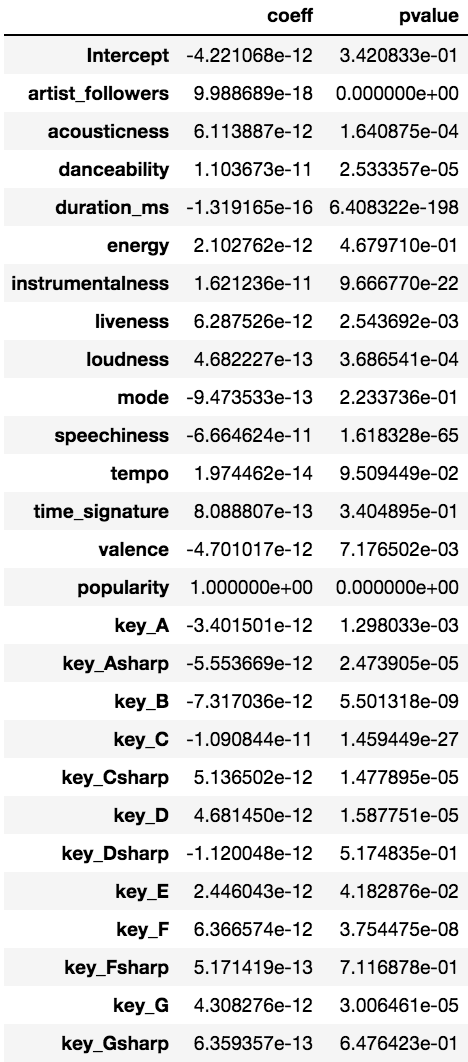 coeff pvalue
Intercept -4.221068e-12 3.420833e-01
artist_followers 9.988689e-18 0.000000e+00
acousticness 6.113887e-12 1.640875e-04
danceability 1.103673e-11 2.533357e-05
duration_ms -1.319165e-16 6.408322e-198
energy 2.102762e-12 4.679710e-01
instrumentalness 1.621236e-11 9.666770e-22
liveness 6.287526e-12 2.543692e-03
loudness 4.682227e-13 3.686541e-04
mode -9.473533e-13 2.233736e-01
speechiness -6.664624e-11 1.618328e-65
tempo 1.974462e-14 9.509449e-02
time_signature 8.088807e-13 3.404895e-01
valence -4.701017e-12 7.176502e-03
popularity 1.000000e+00 0.000000e+00
key_A -3.401501e-12 1.298033e-03
key_Asharp -5.553669e-12 2.473905e-05
key_B -7.317036e-12 5.501318e-09
key_C -1.090844e-11 1.459449e-27
key_Csharp 5.136502e-12 1.477895e-05
key_D 4.681450e-12 1.587751e-05
key_Dsharp -1.120048e-12 5.174835e-01
key_E 2.446043e-12 4.182876e-02
key_F 6.366574e-12 3.754475e-08
key_Fsharp 5.171419e-13 7.116878e-01
key_G 4.308276e-12 3.006461e-05
key_Gsharp 6.359357e-13 6.476423e-01